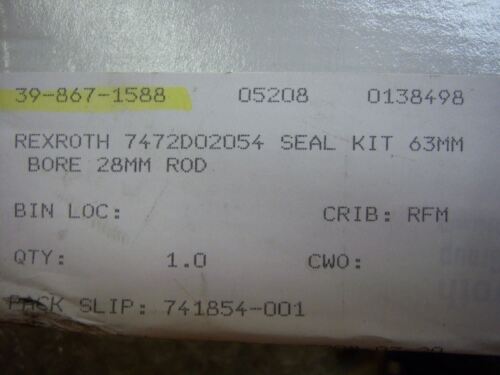 39-867-1588 05208 0138498
REXROTH 7472D02054 SEAL KIT 63MM
BORE 28MM ROD
BIN LOC: CRIB: RFM
QTY: 1.0 CWO:
PACK SLIP: 741854-001